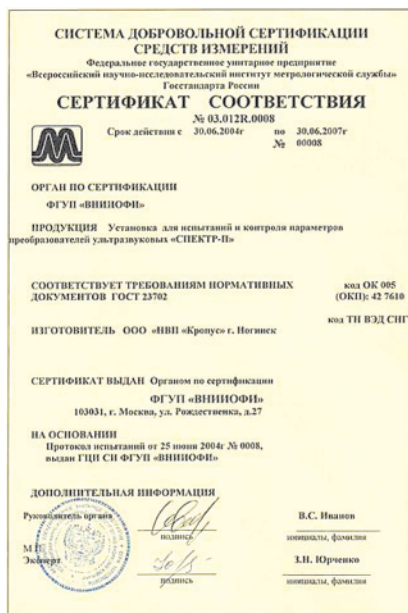 СИСТЕМА ДОБРОВОЛЬНОЙ СЕРТИФИКАЦИИ
СРЕДСТВ ИЗМЕРЕНИЙ
Федеральное государственное унитарное предприятие
«Всероссийский научно-исследовательский институт метрологической службы»
Госстандарта России
СЕРТИФИКАТ СООТВЕТСТВИЯ
№ 03.012R.0008
Срок действия с 30.06.2004г по 30.06.2007г
№ 00008
ОРГАН ПО СЕРТИФИКАЦИИ
ФГУП «ВНИИОФИ»
ПРОДУКЦИЯ Установка для испытаний и контроля параметров
преобразователей ультразвуковых «СПЕКТР-П»
СООТВЕТСТВУЕТ ТРЕБОВАНИЯМ НОРМАТИВНЫХ код ОК 005
ДОКУМЕНТОВ ГОСТ 23702 (ОКП): 42 7610
код ТН ВЭД СНГ
ИЗГОТОВИТЕЛЬ ООО «НВП «Кропус» г. Ногинск
СЕРТИФИКАТ ВЫДАН Органом по сертификации
ФГУП «ВНИИОФИ»
103031, г. Москва, ул. Рождественка, д.27
НА ОСНОВАНИИ
Протокол испытаний от 25 июня 2004г № 0008,
выдан ГЦИ СИ ФГУП «ВНИИОФИ»
ДОПОЛНИТЕЛЬНАЯ ИНФОРМАЦИЯ
Руководитель органа В.С. Иванов
подпись инициалы, фамилия
М.П.
Эксперт З.Н. Юрченко
подпись инициалы, фамилия